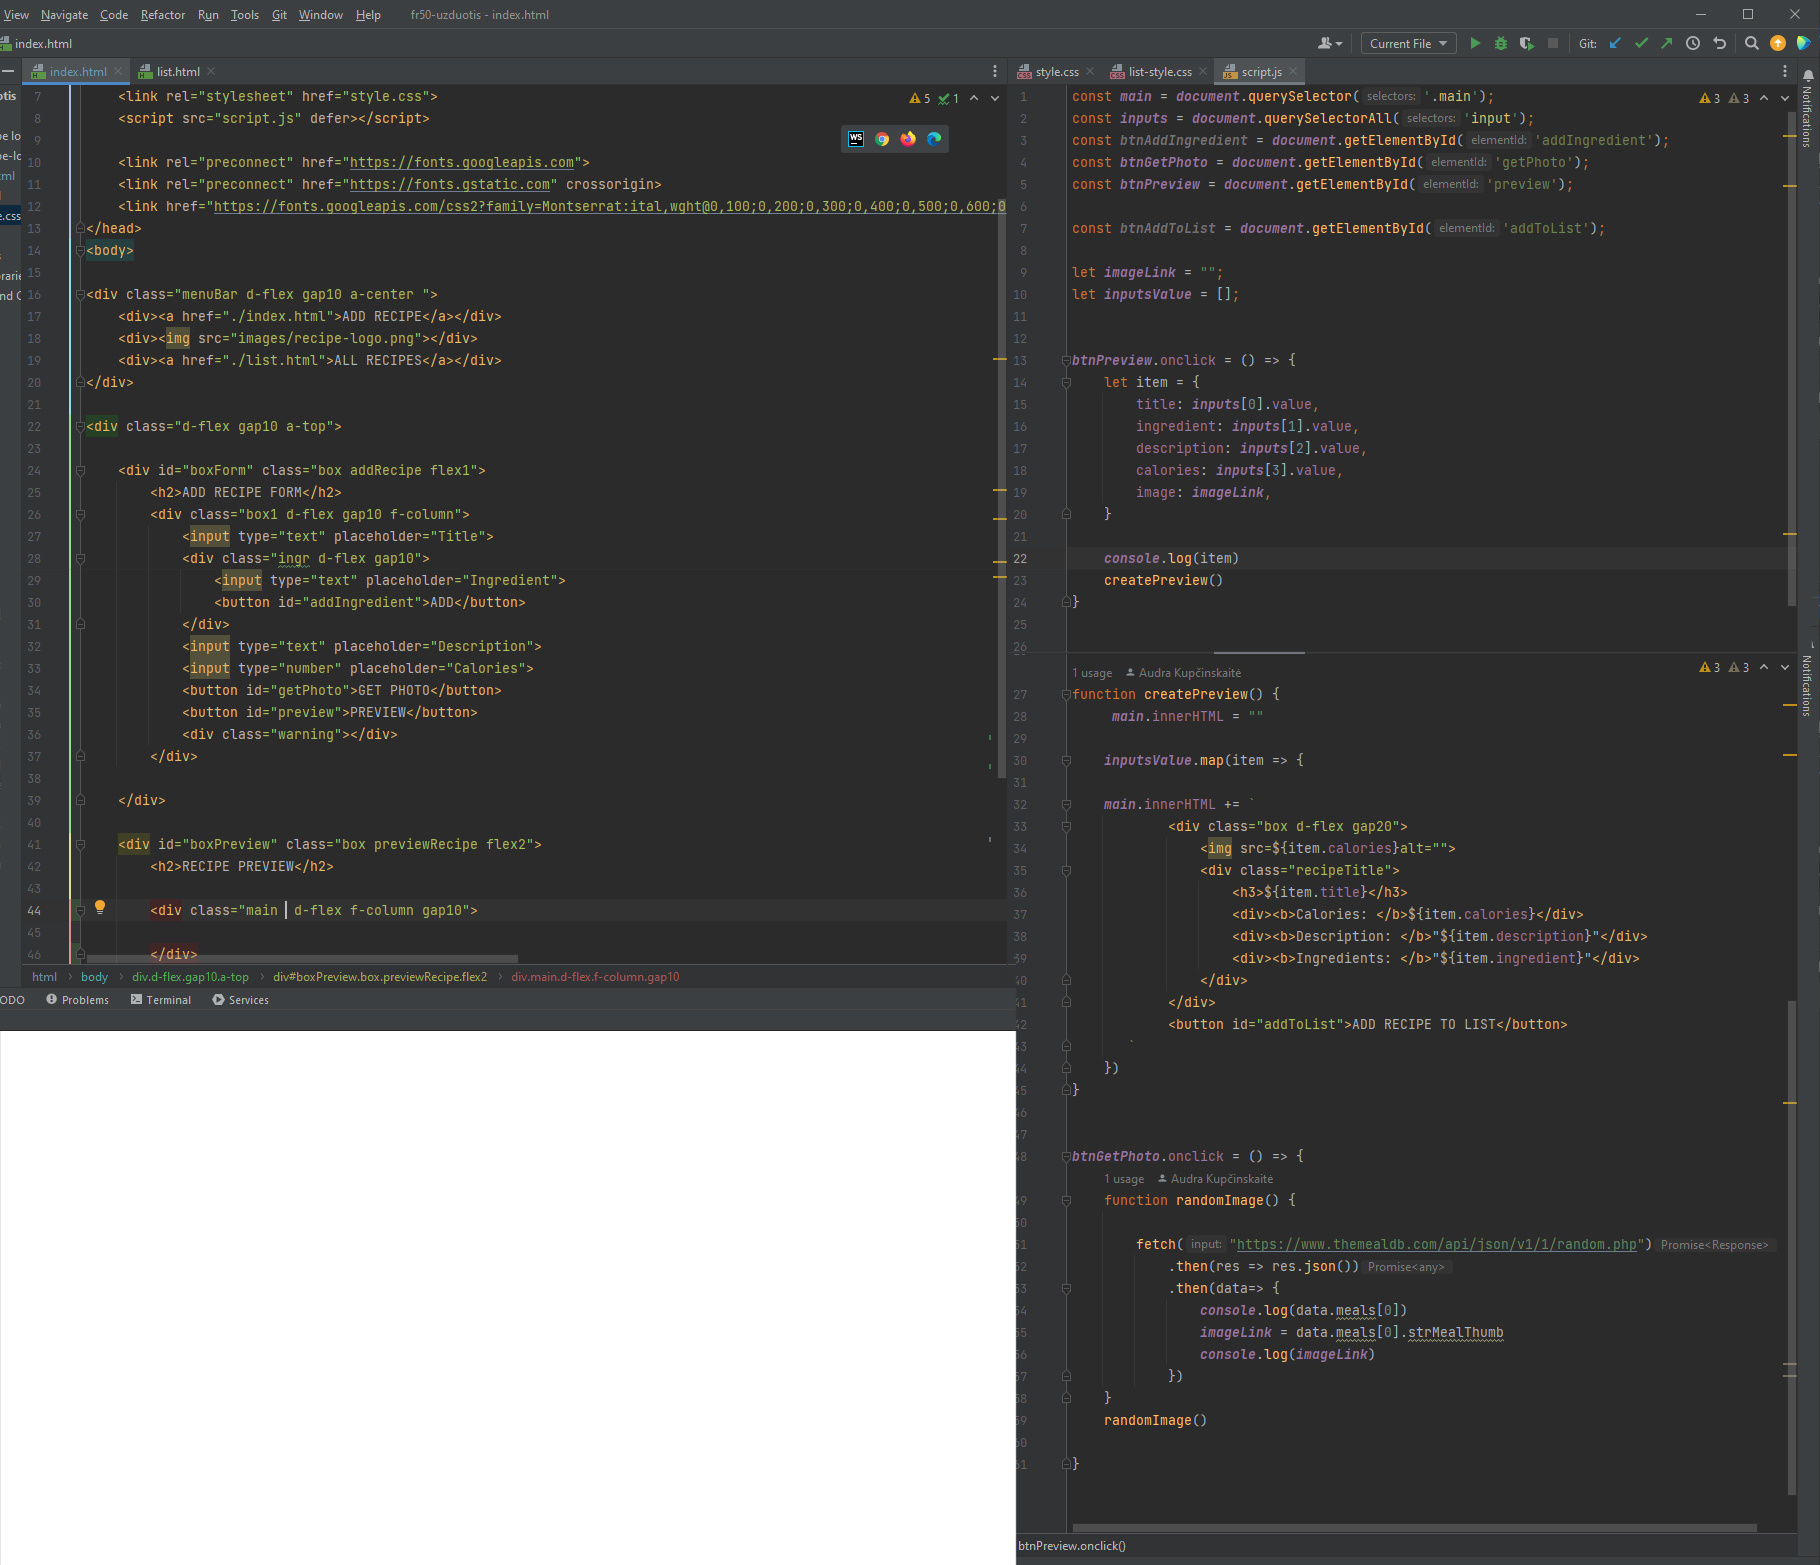 View Navigate Code Refactor Run Tools Git Window Help fr50-uzduotis - index.html
index.html Current File Git:
index.html list.html
7 <link rel="stylesheet" href="style.css">
8 <script src="script.js" defer></script>
9
10 <link rel="preconnect" href="https://fonts.googleapis.com">
11 <link rel="preconnect" href="https://fonts.gstatic.com" crossorigin>
12 <link href="https://fonts.googleapis.com/css2?family=Montserrat:ital,wght@0,100;0,200;0,300;0,400;0,500;0,600;0
13 </head>
14 <body>
15
16 <div class="menuBar d-flex gap10 a-center ">
17 <div><a href="./index.html">ADD RECIPE</a></div>
18 <div><img src="images/recipe-logo.png"></div>
19 <div><a href="./list.html">ALL RECIPES</a></div>
20 </div>
21
22 <div class="d-flex gap10 a-top">
23
24 <div id="boxForm" class="box addRecipe flex1">
25 <h2>ADD RECIPE FORM</h2>
26 <div class="box1 d-flex gap10 f-column">
27 <input type="text" placeholder="Title">
28 <div class="ingr d-flex gap10">
29 <input type="text" placeholder="Ingredient">
30 <button id="addIngredient">ADD</button>
31 </div>
32 <input type="text" placeholder="Description">
33 <input type="number" placeholder="Calories">
34 <button id="getPhoto">GET PHOTO</button>
35 <button id="preview">PREVIEW</button>
36 <div class="warning"></div>
37 </div>
38
39 </div>
40
41 <div id="boxPreview" class="box previewRecipe flex2">
42 <h2>RECIPE PREVIEW</h2>
43
44 <div class="main  d-flex f-column gap10">
45
46 </div>
5 1
html body div.d-flex.gap10.a-top div#boxPreview.box.previewRecipe.flex2 div.main.d-flex.f-column.gap10
ODO Problems Terminal Services
style.css list-style.css script.js
1 const main = document.querySelector( selectors: '.main');
2 const inputs = document.querySelectorAll( selectors: 'input');
3 const btnAddIngredient = document.getElementById( elementId: 'addIngredient');
4 const btnGetPhoto = document.getElementById( elementId: 'getPhoto');
5 const btnPreview = document.getElementById( elementId: 'preview');
6
7 const btnAddToList = document.getElementById( elementId: 'addToList');
8
9 let imageLink = "";
10 let inputsValue = [];
11
12
13 btnPreview.onclick = () => {
14 let item = {
15 title: inputs[0].value,
16 ingredient: inputs[1].value,
17 description: inputs[2].value,
18 calories: inputs[3].value,
19 image: imageLink,
20 }
21
22 console.log(item)
23 createPreview()
24 }
25
26
3 3
1 usage Audra Kupčinskaitė
3 3
27 function createPreview() {
28 main.innerHTML = ""
29
30 inputsValue.map(item => {
31
32 main.innerHTML += `
33 <div class="box d-flex gap20">
34 <img src=${item.calories}alt="">
35 <div class="recipeTitle">
36 <h3>${item.title}</h3>
37 <div><b>Calories: </b>${item.calories}</div>
38 <div><b>Description: </b>"${item.description}"</div>
39 <div><b>Ingredients: </b>"${item.ingredient}"</div>
40 </div>
41 </div>
42 <button id="addToList">ADD RECIPE TO LIST</button>
43 `
44 })
45 }
46
47
48 btnGetPhoto.onclick = () => {
1 usage Audra Kupčinskaitė
49 function randomImage() {
50
51 fetch( input: "https://www.themealdb.com/api/json/v1/1/random.php") Promise<Response>
52 .then(res => res.json()) Promise<any>
53 .then(data=> {
54 console.log(data.meals[0])
55 imageLink = data.meals[0].strMealThumb
56 console.log(imageLink)
57 })
58 }
59 randomImage()
60
61 }
btnPreview.onclick()
Notifications
Notifications